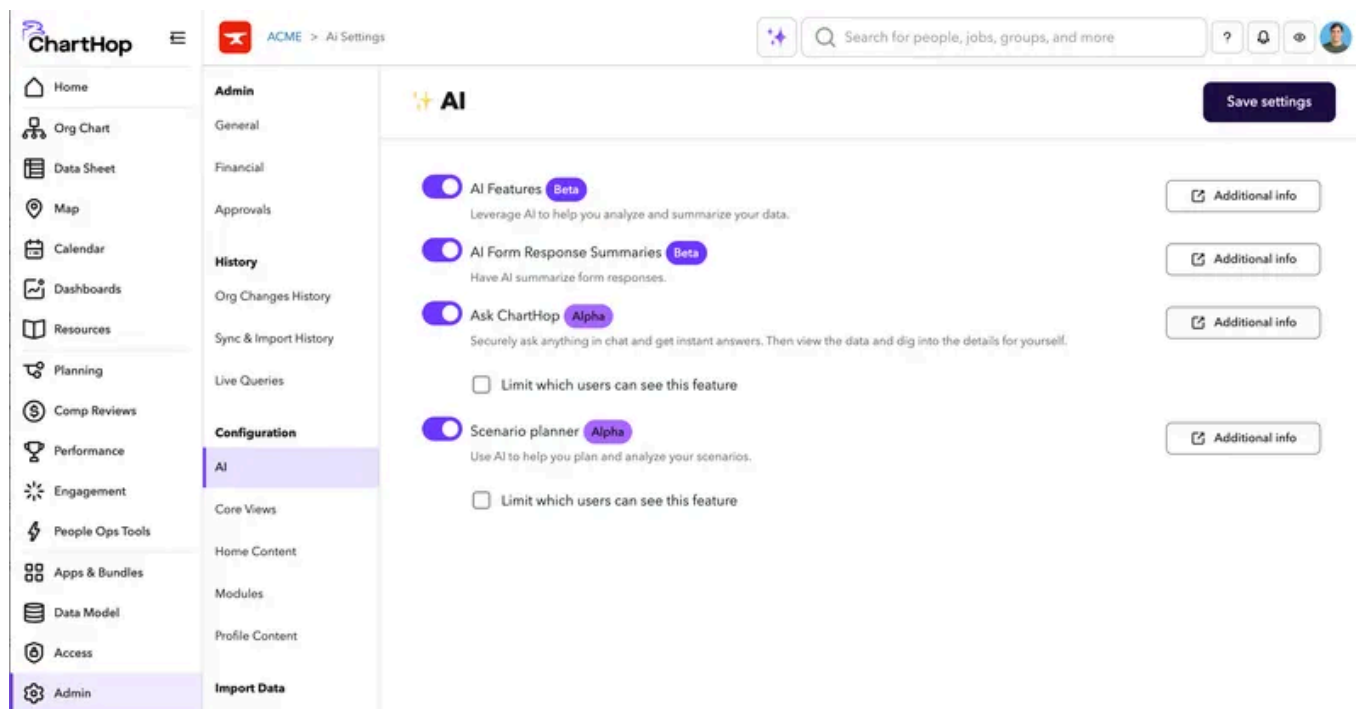 ChartHop
ACME > Ai Settings
Search for people, jobs, groups, and more
?
Home
Org Chart
Data Sheet
Map
Calendar
Dashboards
Resources
Planning
Comp Reviews
Performance
Engagement
People Ops Tools
Apps & Bundles
Data Model
Access
Admin
Admin
General
Financial
Approvals
History
Org Changes History
Sync & Import History
Live Queries
Configuration
AI
Core Views
Home Content
Modules
Profile Content
Import Data
AI
Save settings
AI Features Beta
Additional info
Leverage AI to help you analyze and summarize your data.
AI Form Response Summaries Beta
Additional info
Have AI summarize form responses.
Ask ChartHop Alpha
Additional info
Securely ask anything in chat and get instant answers. Then view the data and dig into the details for yourself.
Limit which users can see this feature
Scenario planner Alpha
Additional info
Use AI to help you plan and analyze your scenarios.
Limit which users can see this feature